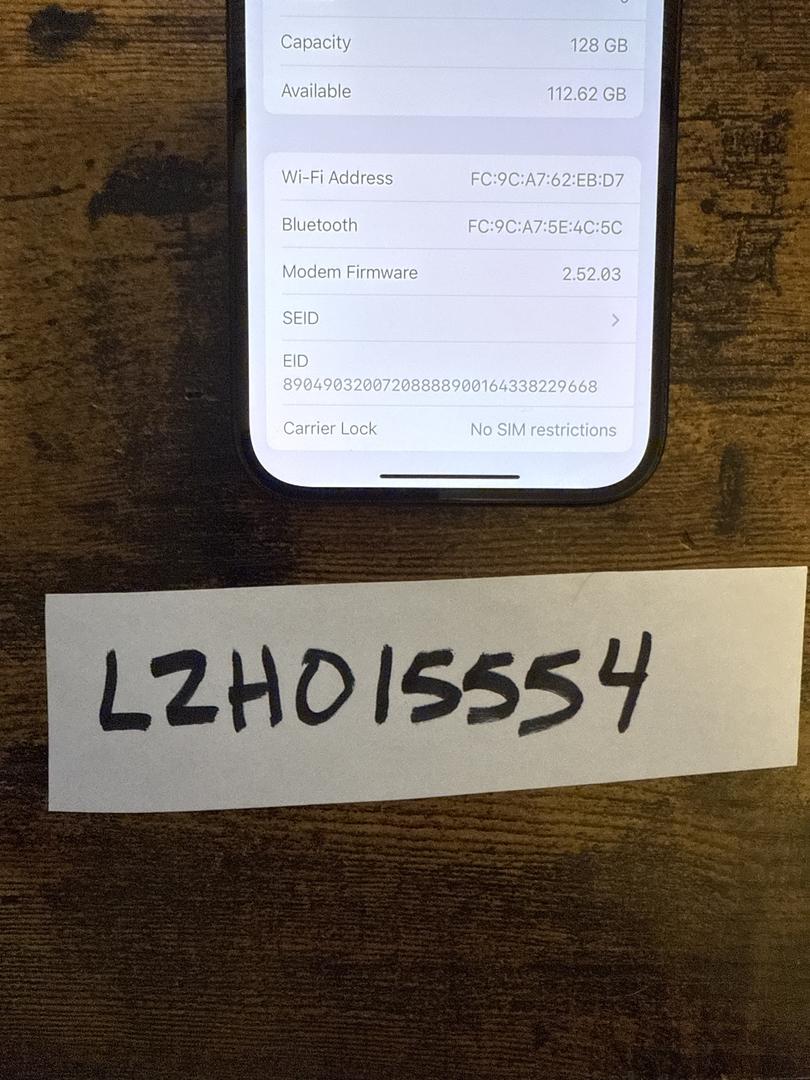 Capacity 128 GB
Available 112.62 GB
Wi-Fi Address FC:9C:A7:62:EB:D7
Bluetooth FC:9C:A7:5E:4C:5C
Modem Firmware 2.52.03
SEID
EID
89049032007208888900164338229668
Carrier Lock No SIM restrictions
LZHO15554